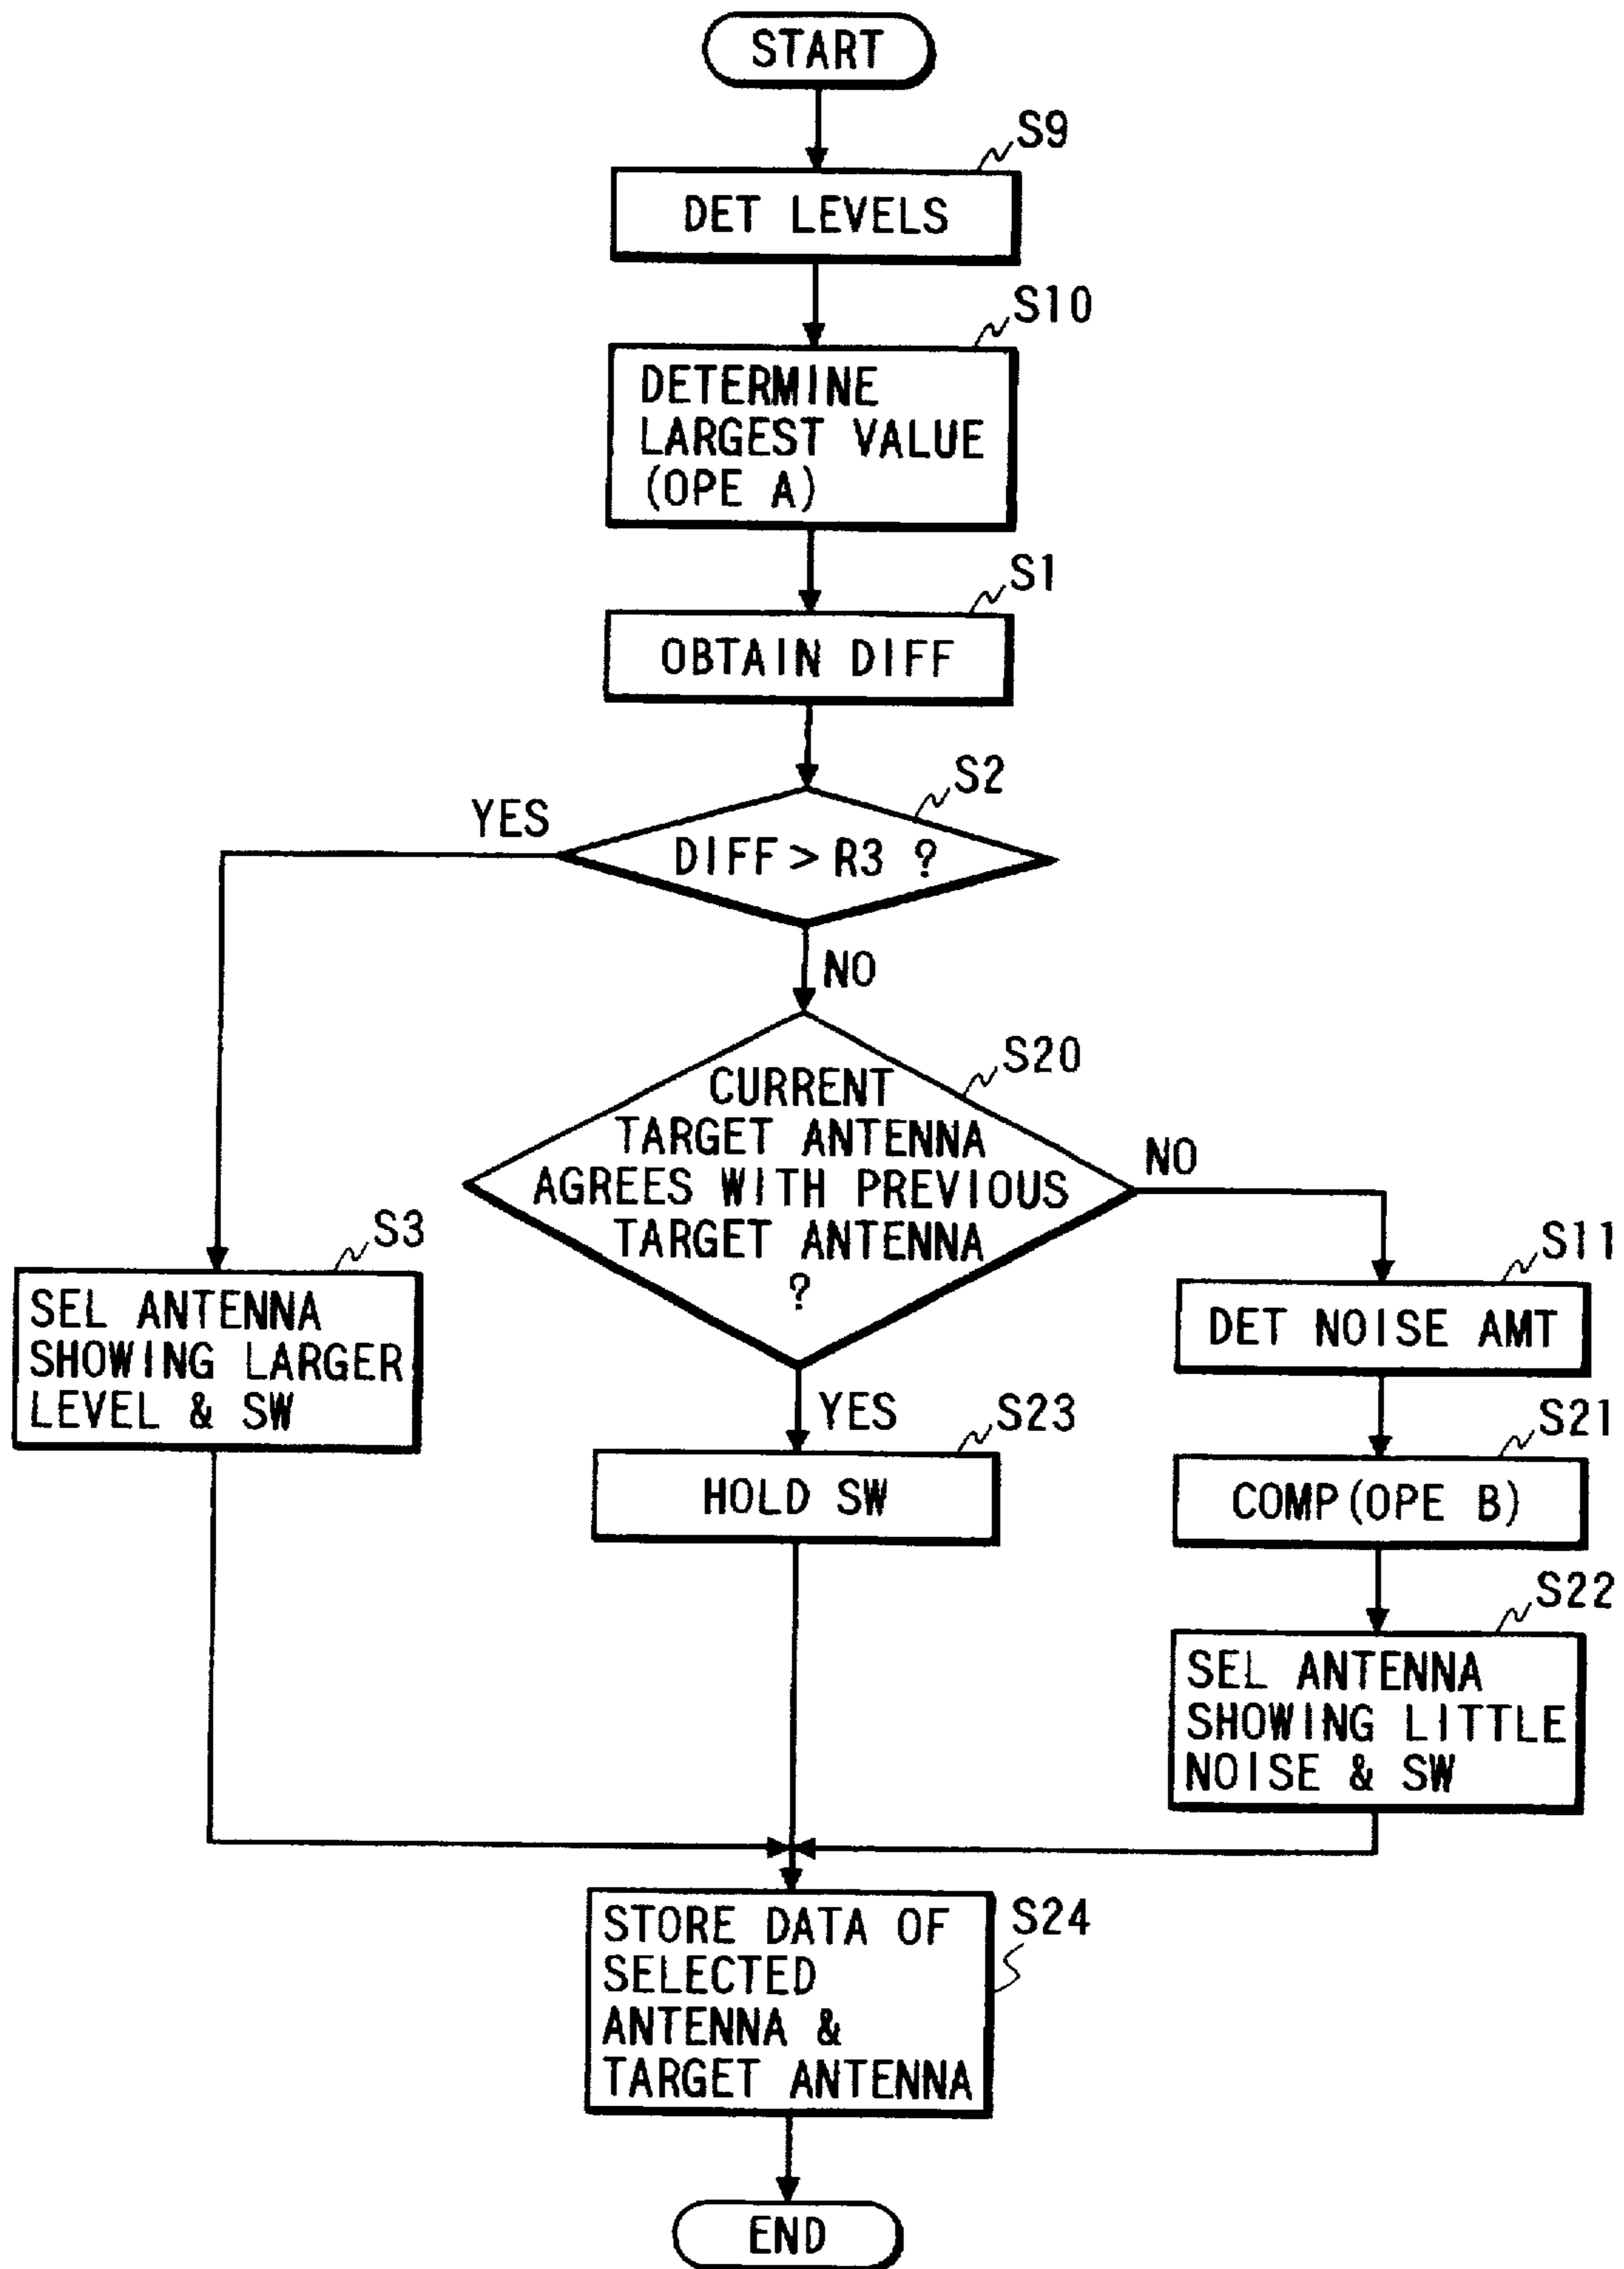 START
S9
DET LEVELS
S10
DETERMINE
LARGEST VALUE
(OPE A)
S1
OBTAIN DIFF
S2
YES
DIFF > R3 ?
NO
S20
CURRENT
TARGET ANTENNA
AGREES WITH PREVIOUS
TARGET ANTENNA
?
NO
S3
SEL ANTENNA
SHOWING LARGER
LEVEL & SW
S11
DET NOISE AMT
YES
S23
HOLD SW
S21
COMP(OPE B)
S22
SEL ANTENNA
SHOWING LITTLE
NOISE & SW
S24
STORE DATA OF
SELECTED
ANTENNA &
TARGET ANTENNA
END